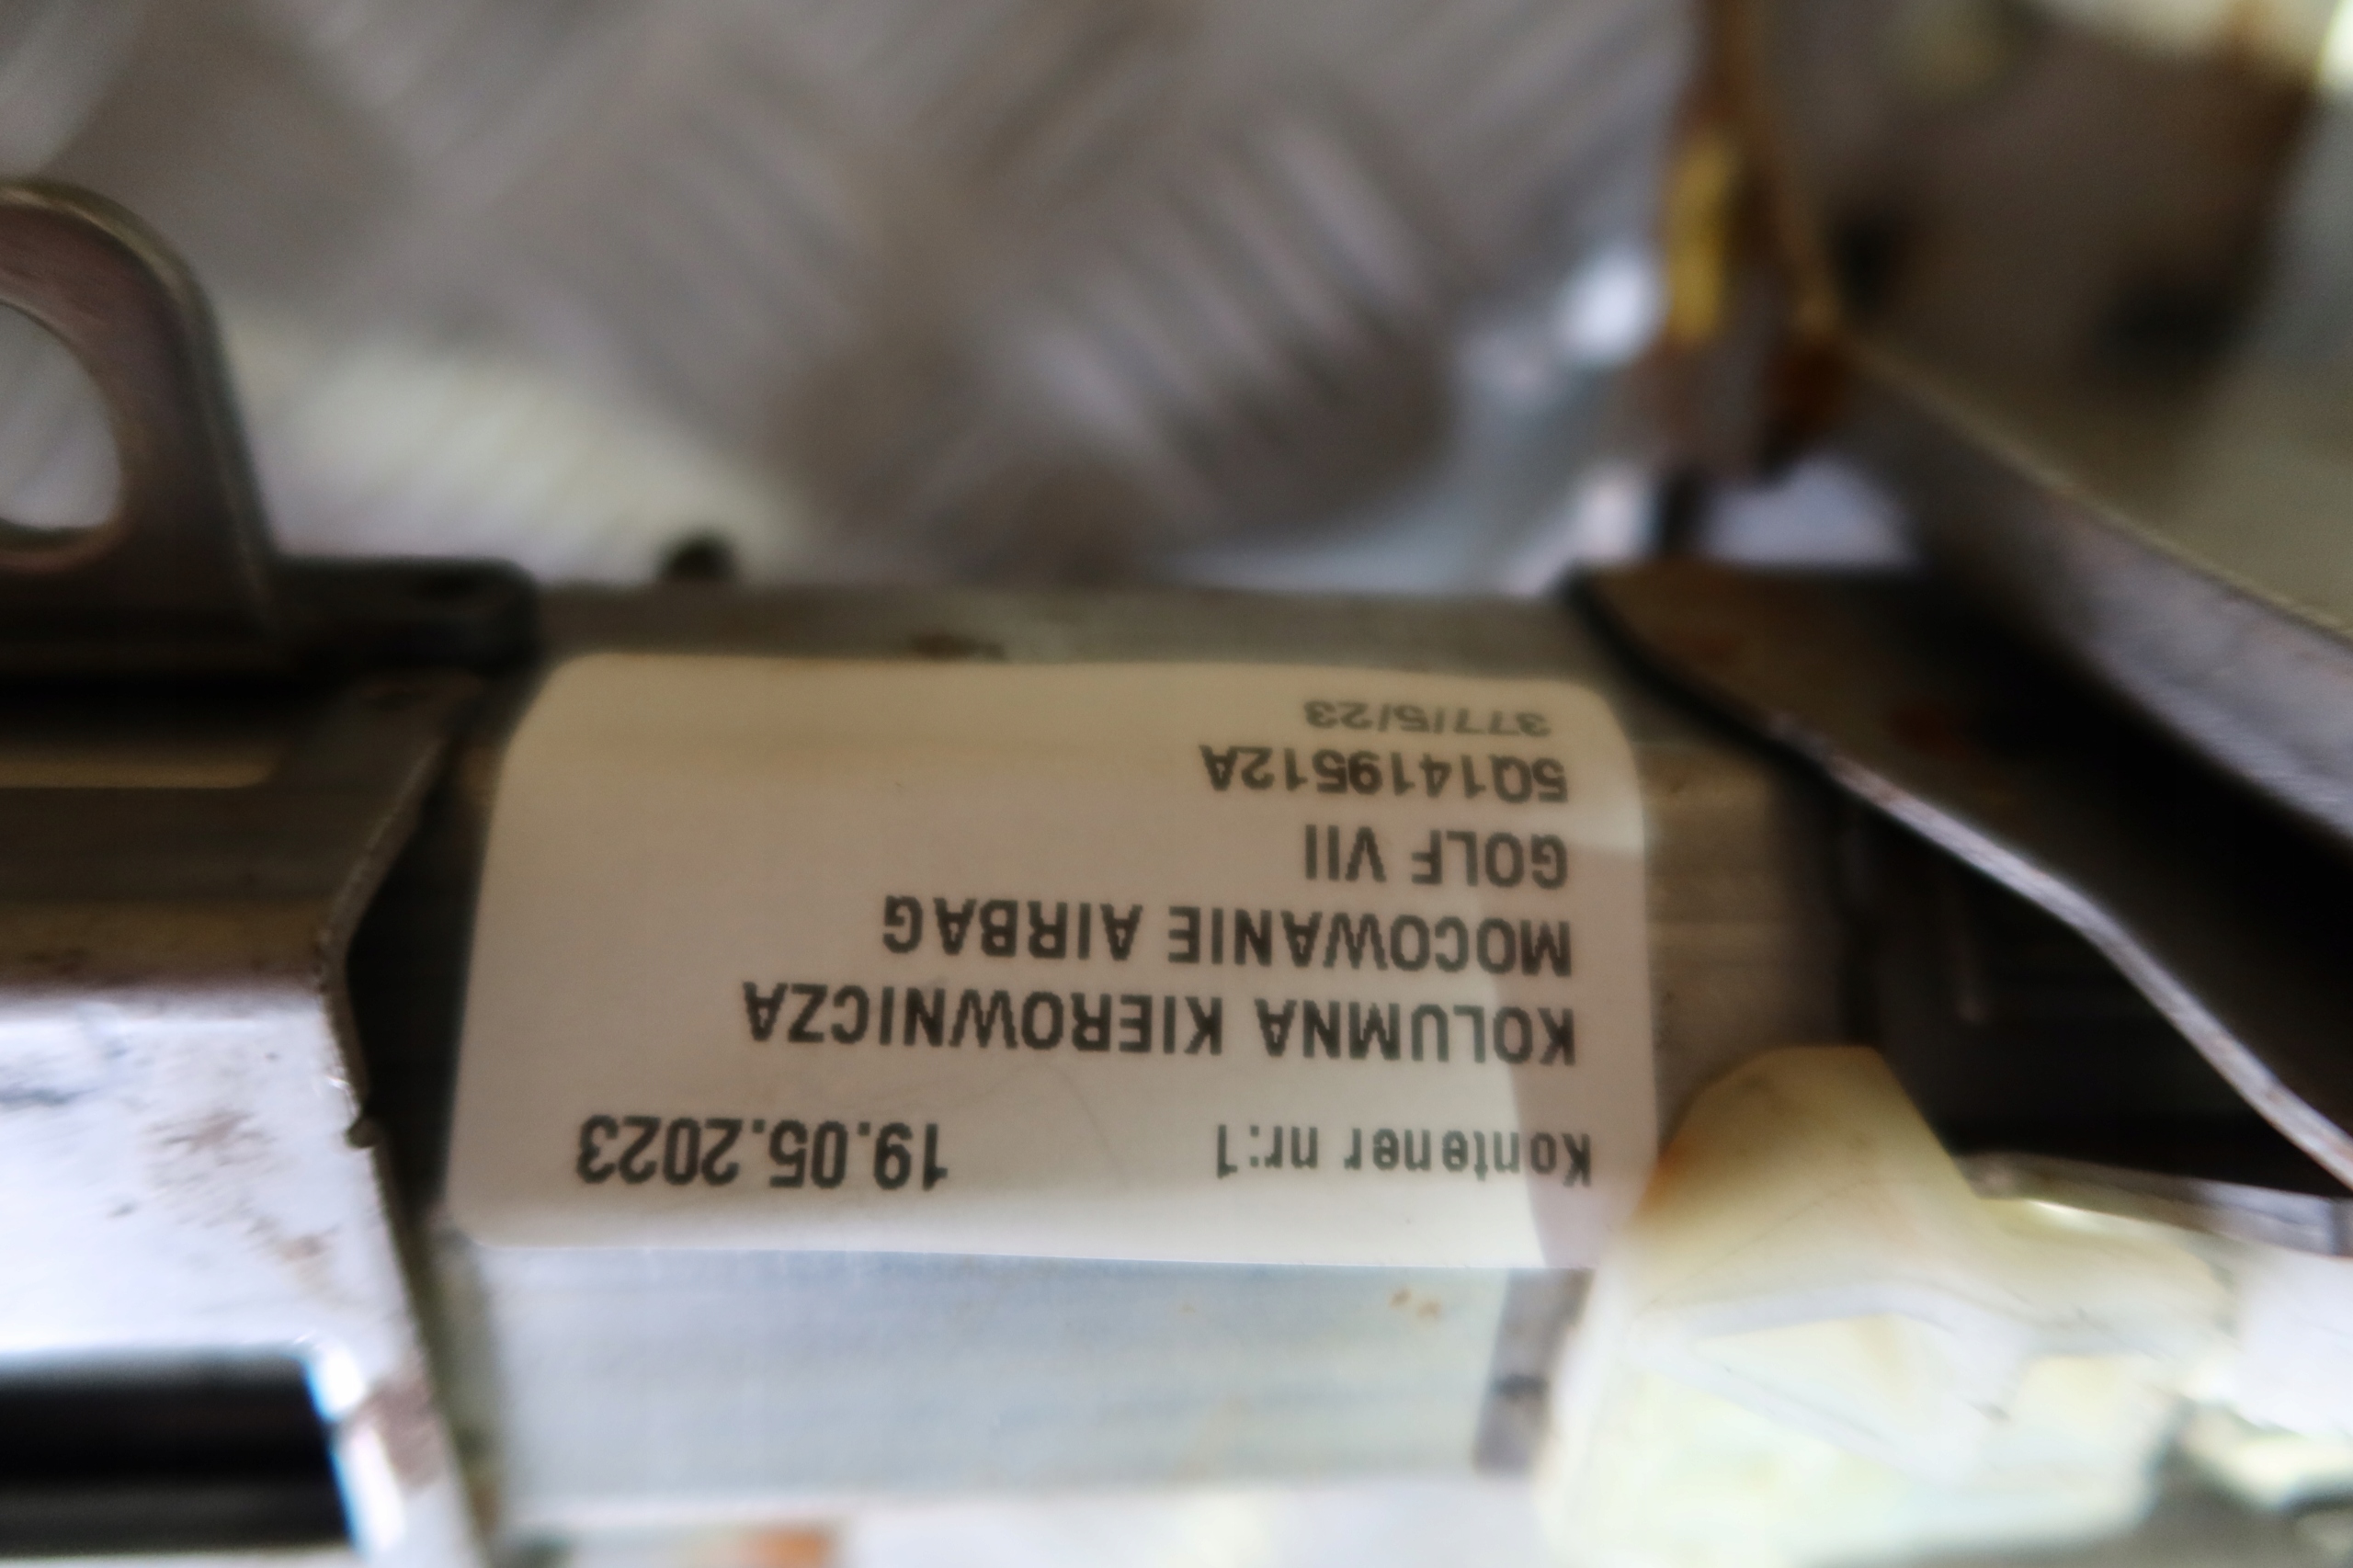 Kontener nr:1 19.05.2023
KOLUMNA KIEROWNICZA
MOCOWANIE AIRBAG
GOLF VII
5Q1419512A
377/5/23